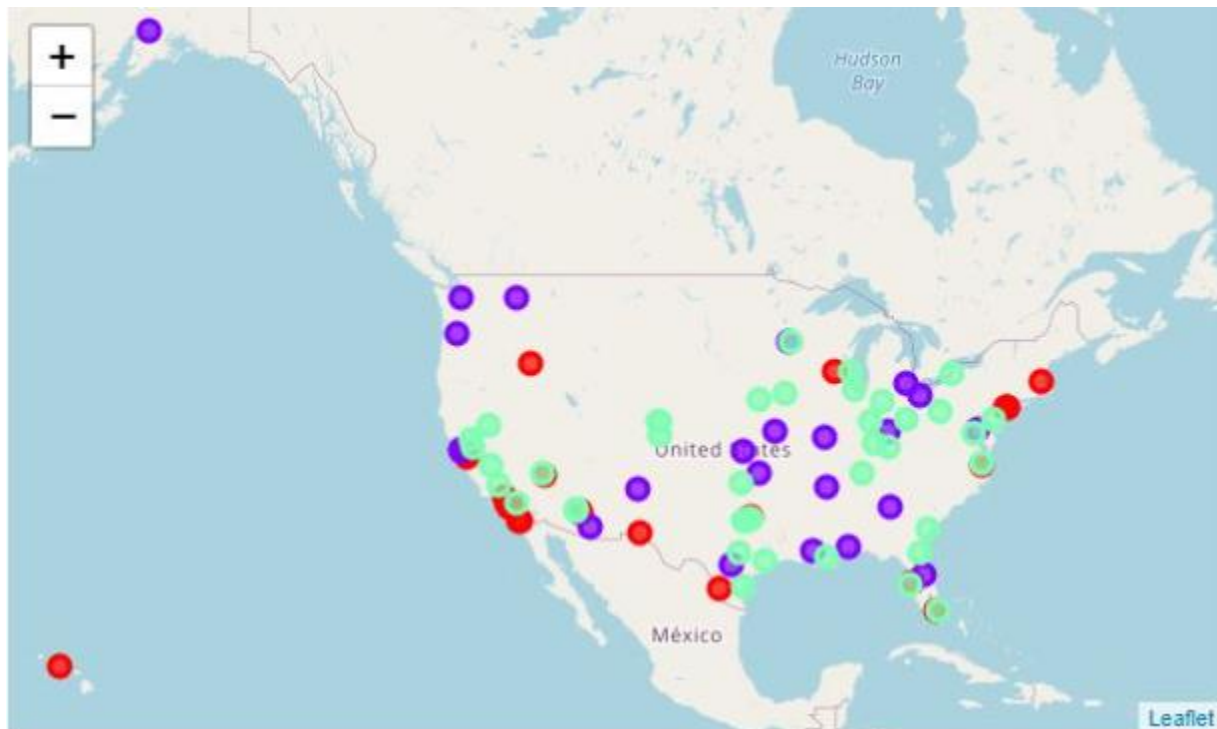 +
−
Hudson
Bay
United States
México
Leaflet